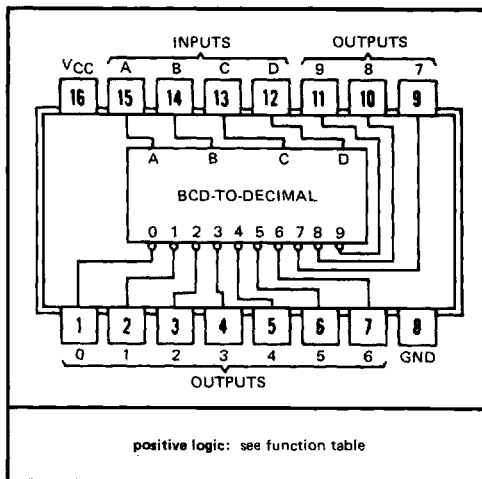 INPUTS OUTPUTS
VCC A B C D 9 8 7
16 15 14 13 12 11 10 9
A B C D
BCD-TO-DECIMAL
0 1 2 3 4 5 6 7 8 9
1 2 3 4 5 6 7 8
0 1 2 3 4 5 6 GND
OUTPUTS
positive logic: see function table